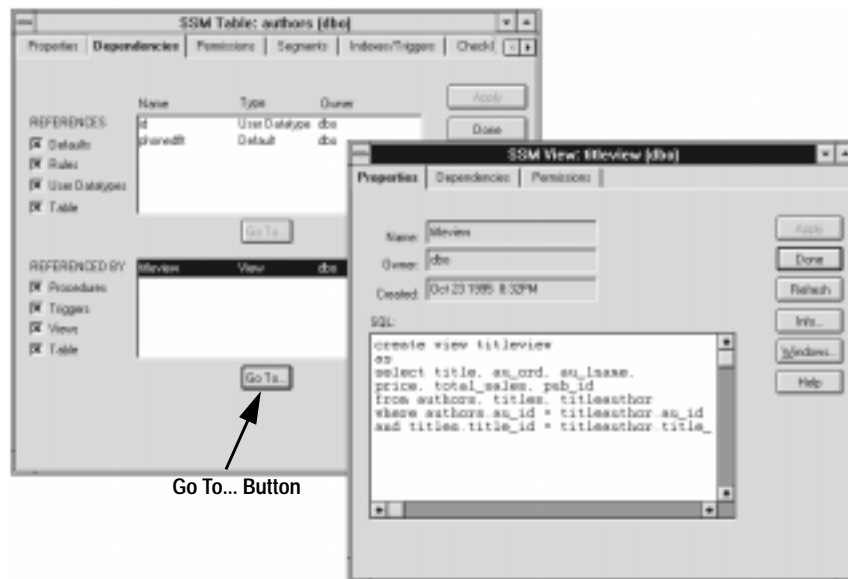 SSM Table: authors (dbo)
Properties Dependencies Permissions Segments Indexes/Triggers Check
Name Type Owner
REFERENCES
Defaults
Rules
User Datatypes
Table
id User Datatype dbo
phonedflt Default dbo
Apply
Done
Go To...
REFERENCED BY
Procedures
Triggers
Views
Table
titleview View dbo
Go To...
Go To... Button
SSM View: titleview (dbo)
Properties Dependencies Permissions
Name: titleview
Owner: dbo
Created: Oct 23 1995 8:32PM
SQL:
create view titleview
as
select title, au_ord, au_lname,
price, total_sales, pub_id
from authors, titles, titleauthor
where authors.au_id = titleauthor.au_id
and titles.title_id = titleauthor.title_
Apply
Done
Refresh
Info...
Windows...
Help